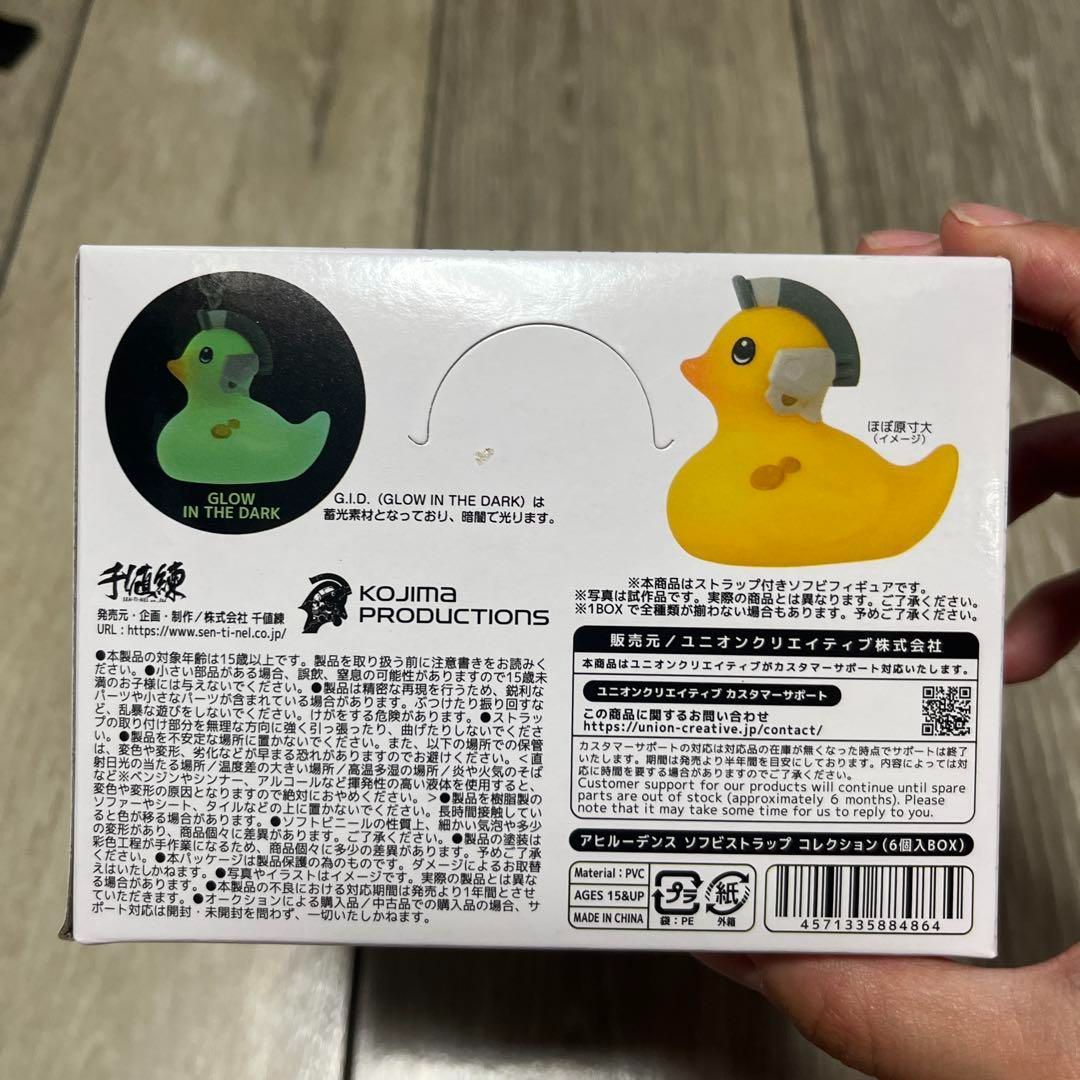 GLOW
IN THE DARK
G.I.D.（GLOW IN THE DARK）は
蓄光素材となっており、暗闇で光ります。
ほぼ原寸大
（イメージ）
千値練
SEN-TI-NEL
発売元・企画・制作／株式会社 千値練
URL：https://www.sen-ti-nel.co.jp/
KOJIMA
PRODUCTIONS
※本商品はストラップ付きソフビフィギュアです。
※写真は試作品です。実際の商品とは異なります。ご了承ください。
※1BOXで全種類が揃わない場合もあります。予めご了承ください。
●本製品の対象年齢は15歳以上です。製品を取り扱う前に注意書きをお読みく
ださい。●小さい部品がある場合、誤飲、窒息の可能性がありますので15歳未
満のお子様には与えないでください。●製品は精密な再現を行うため、鋭利な
パーツや小さなパーツが含まれている場合があります。ぶつけたり振り回すな
ど、乱暴な遊びをしないでください。けがをする危険があります。●ストラッ
プの取り付け部分を無理な方向に強く引っ張ったり、曲げたりしないでくださ
い。●製品を不安定な場所に置かないでください。また、以下の場所での保管
は、変色や変形、劣化などが早まる恐れがありますのでお避けください。＜直
射日光の当たる場所／温度差の大きい場所／高温多湿の場所／炎や火気のそば
など※ベンジンやシンナー、アルコールなど揮発性の高い液体を使用すると、
変色や変形の原因となりますので絶対におやめください。＞●製品を樹脂製の
ソファーやシート、タイルなどの上に置かないでください。長時間接触してい
ると色が移る場合があります。●ソフトビニールの性質上、細かい気泡や多少
の変形があり、商品個々に差異があります。ご了承ください。●製品の塗装は
彩色工程が手作業になるため、商品個々に多少の差異があります。予めご了承
ください。●本パッケージは製品保護の為のものです。ダメージによるお取替
えはいたしかねます。●写真やイラストはイメージです。実際の製品とは異な
る場合があります。●本製品の不良における対応期間は発売より1年間とさせ
ていただきます。●オークションによる購入品／中古品での購入品の場合、サ
ポート対応は開封・未開封を問わず、一切いたしかねます。
販売元／ユニオンクリエイティブ株式会社
本商品はユニオンクリエイティブがカスタマーサポート対応いたします。
ユニオンクリエイティブ カスタマーサポート
この商品に関するお問い合わせ
https://union-creative.jp/contact/
カスタマーサポートの対応は対応品の在庫が無くなった時点でサポートは終了
いたします。期間は発売より半年間を目安にしております。内容によっては対
応に時間を要する場合がありますのでご了承ください。
Customer support for our products will continue until spare
parts are out of stock (approximately 6 months). Please
note that it may take some time for us to reply to you.
アヒルーデンス ソフビストラップ コレクション（6個入BOX）
Material：PVC
AGES 15&UP
MADE IN CHINA
プラ
袋：PE
紙
外箱
4571335884864